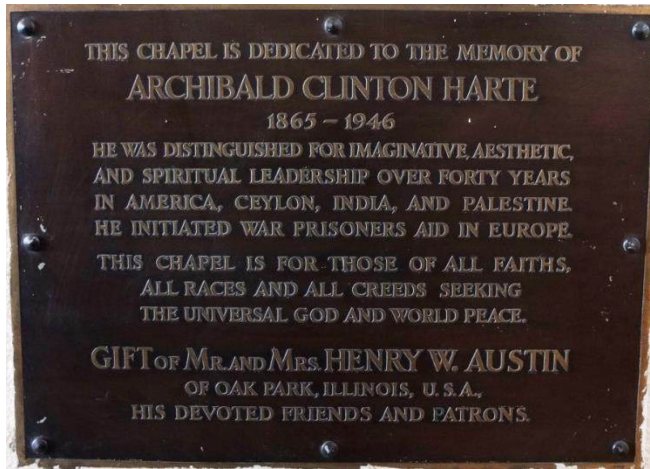 THIS CHAPEL IS DEDICATED TO THE MEMORY OF
ARCHIBALD CLINTON HARTE
1865 – 1946
HE WAS DISTINGUISHED FOR IMAGINATIVE, AESTHETIC,
AND SPIRITUAL LEADERSHIP OVER FORTY YEARS
IN AMERICA, CEYLON, INDIA, AND PALESTINE.
HE INITIATED WAR PRISONERS AID IN EUROPE.
THIS CHAPEL IS FOR THOSE OF ALL FAITHS,
ALL RACES AND ALL CREEDS SEEKING
THE UNIVERSAL GOD AND WORLD PEACE.
GIFT OF MR. AND MRS. HENRY W. AUSTIN
OF OAK PARK, ILLINOIS, U. S. A.,
HIS DEVOTED FRIENDS AND PATRONS.